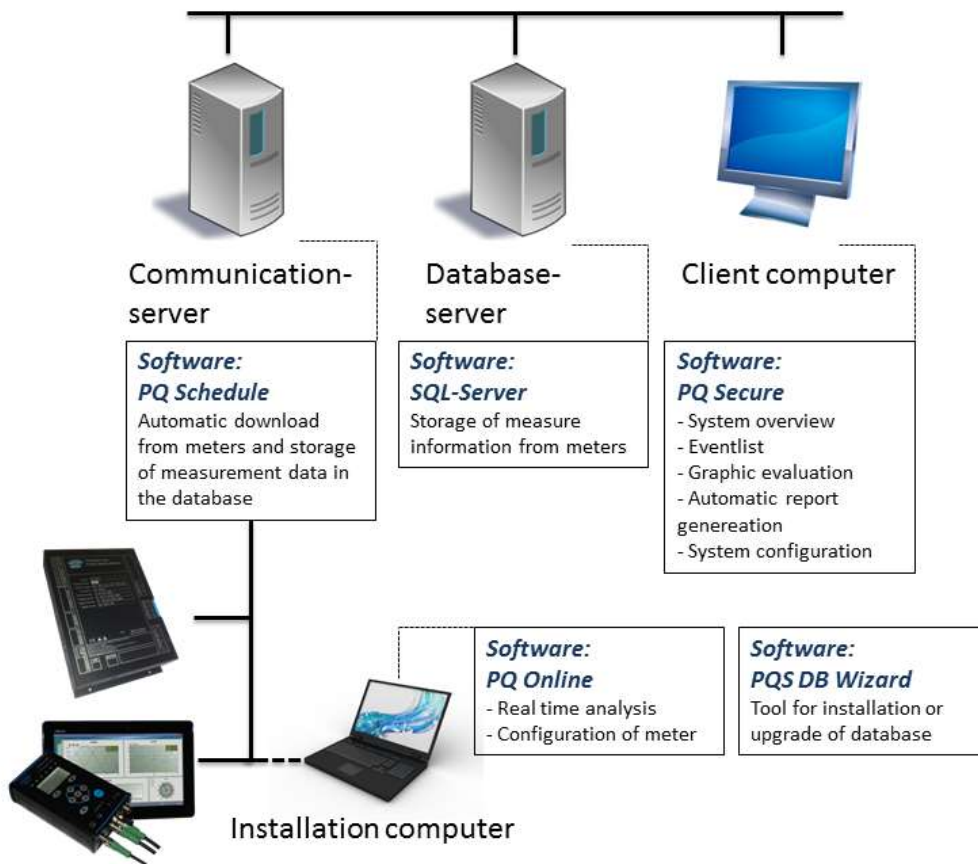 Communication-
server
Database-
server
Client computer
Software:
PQ Schedule
Automatic download
from meters and storage
of measurement data in
the database
Software:
SQL-Server
Storage of measure
information from meters
Software:
PQ Secure
- System overview
- Eventlist
- Graphic evaluation
- Automatic report
genereation
- System configuration
Software:
PQ Online
- Real time analysis
- Configuration of meter
Software:
PQS DB Wizard
Tool for installation or
upgrade of database
Installation computer